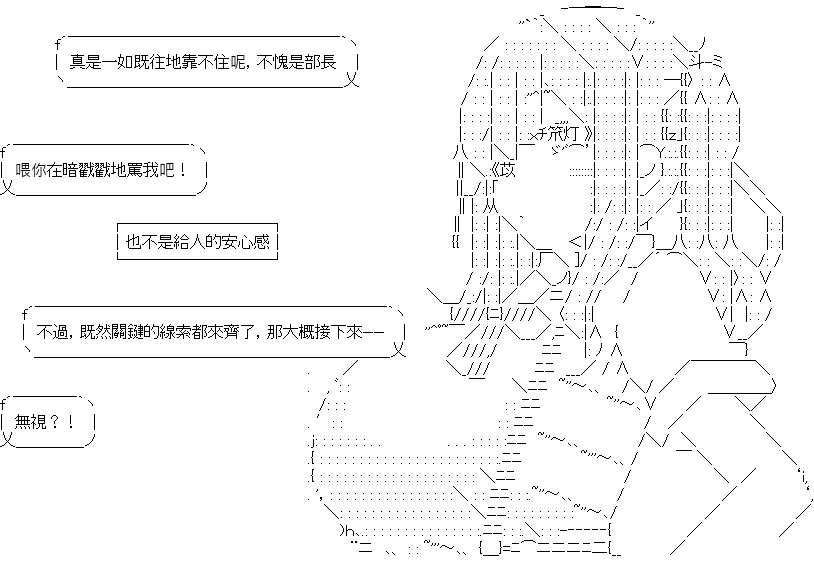 真是一如既往地靠不住呢，不愧是部長
喂你在暗戳戳地罵我吧！
也不是給人的安心感
不過，既然關鍵的線索都來齊了，那大概接下來——
無視？！